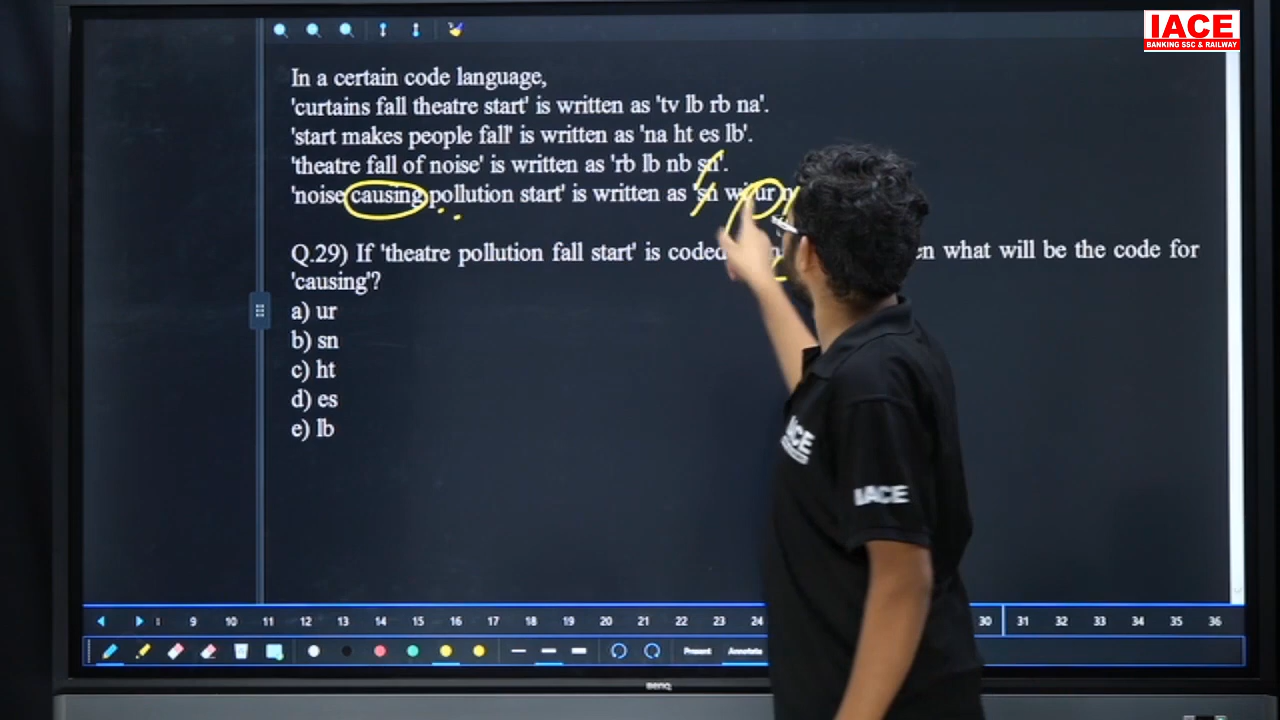 IACE
BANKING SSC & RAILWAY
In a certain code language,
'curtains fall theatre start' is written as 'tv lb rb na'.
'start makes people fall' is written as 'na ht es lb'.
'theatre fall of noise' is written as 'rb lb nb sn'.
'noise causing pollution start' is written as 'sn wi ur
Q.29) If 'theatre pollution fall start' is coded what will be the code for
'causing'?
a) ur
b) sn
c) ht
d) es
e) lb
IACE
9 10 11 12 13 14 15 16 17 18 19 20 21 22 23 24 30 31 32 33 34 35 36
Present Annotate
BenQ